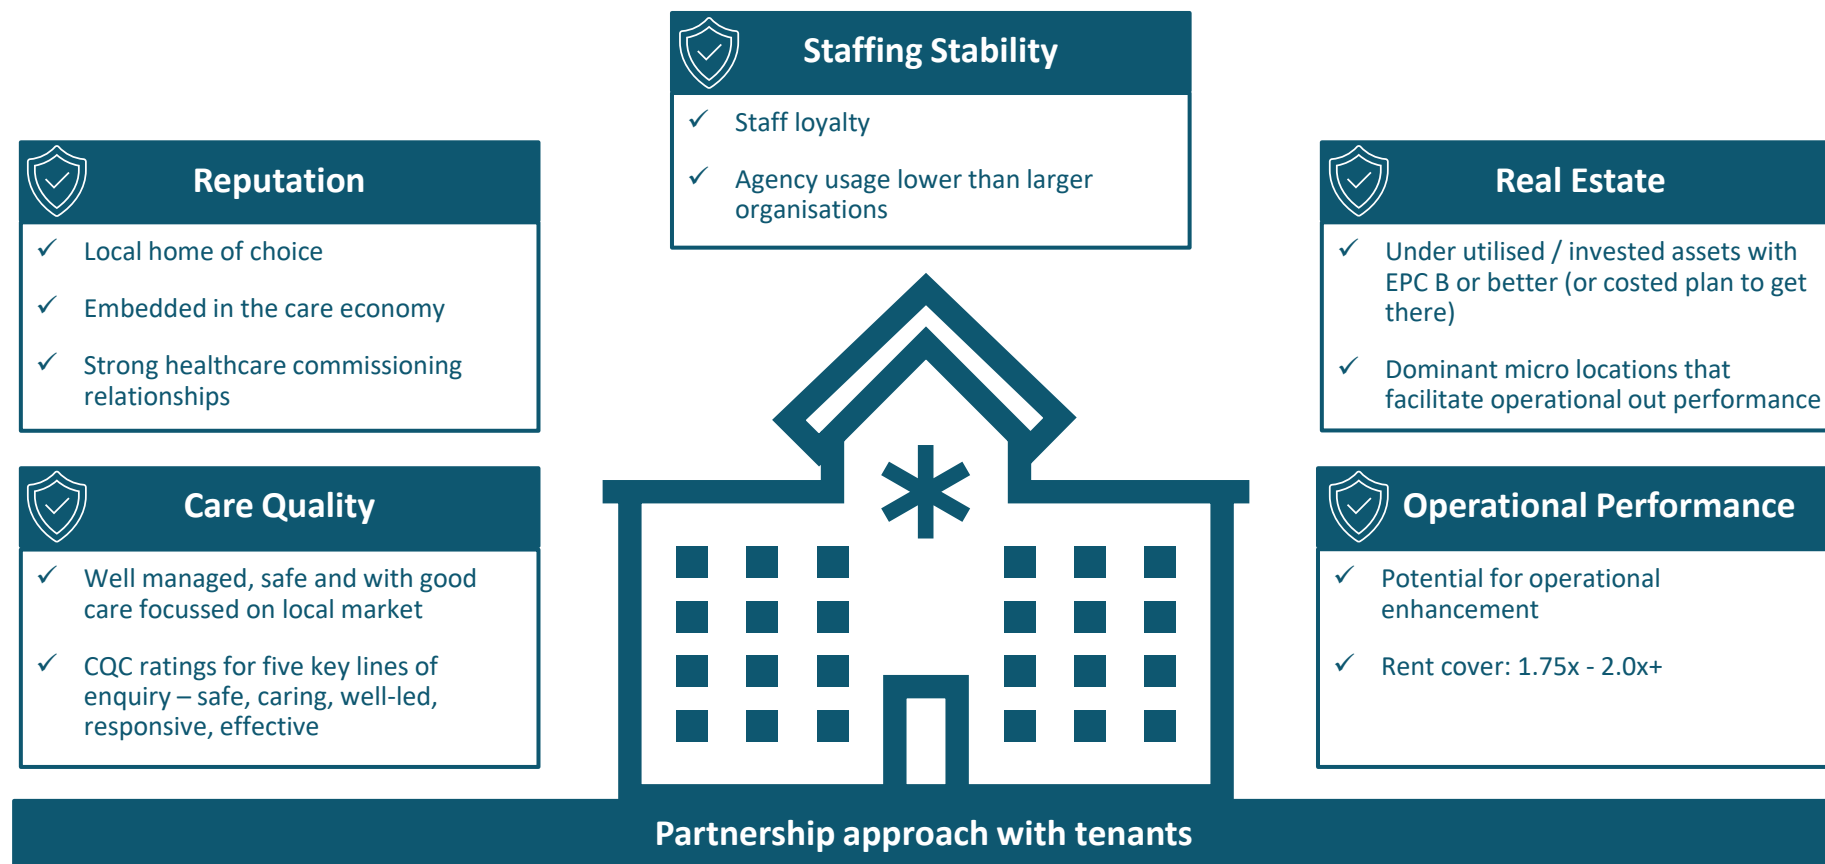 Staffing Stability
✓ Staff loyalty
✓ Agency usage lower than larger
organisations
Reputation
✓ Local home of choice
✓ Embedded in the care economy
✓ Strong healthcare commissioning
relationships
Real Estate
✓ Under utilised / invested assets with
EPC B or better (or costed plan to get
there)
✓ Dominant micro locations that
facilitate operational out performance
Care Quality
✓ Well managed, safe and with good
care focussed on local market
✓ CQC ratings for five key lines of
enquiry – safe, caring, well-led,
responsive, effective
Operational Performance
✓ Potential for operational
enhancement
✓ Rent cover: 1.75x - 2.0x+
Partnership approach with tenants